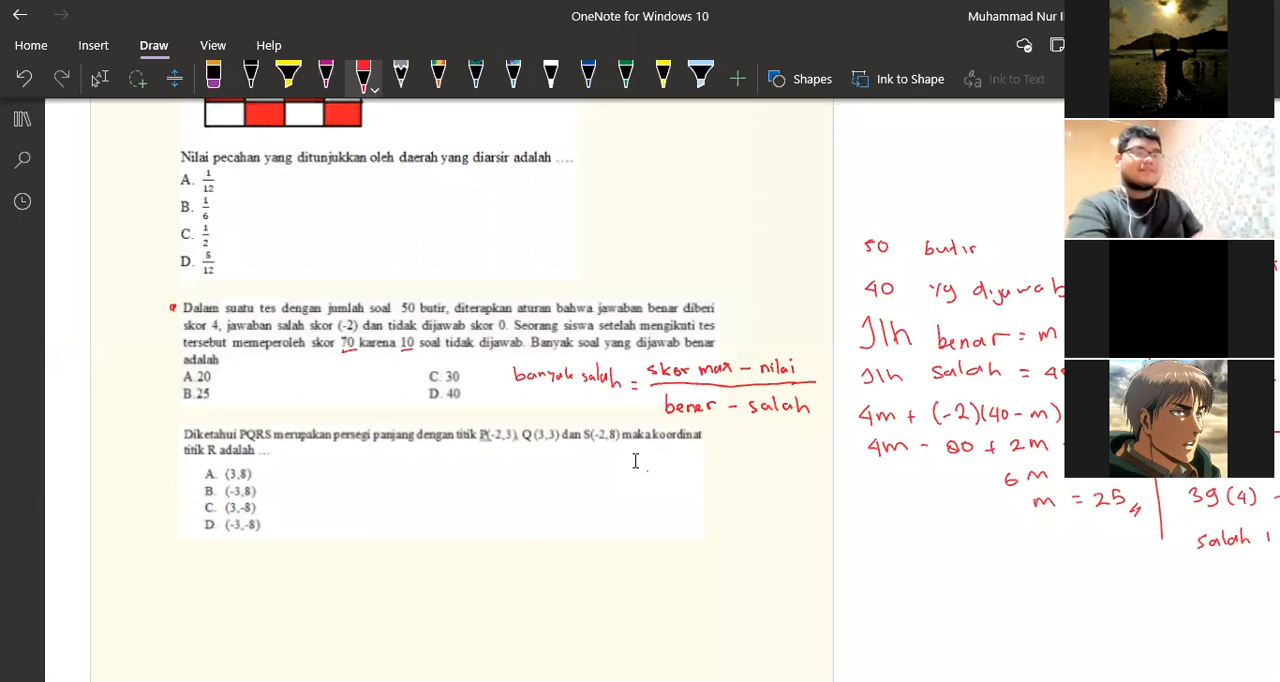 OneNote for Windows 10
Muhammad Nur
Home Insert Draw View Help
Shapes Ink to Shape Ink to Text
Nilai pecahan yang ditunjukkan oleh daerah yang diarsir adalah ....
A. 1/12
B. 1/6
C. 1/2
D. 5/12
Dalam suatu tes dengan jumlah soal 50 butir, diterapkan aturan bahwa jawaban benar diberi
skor 4, jawaban salah skor (-2) dan tidak dijawab skor 0. Seorang siswa setelah mengikuti tes
tersebut memeperoleh skor 70 karena 10 soal tidak dijawab. Banyak soal yang dijawab benar
adalah
A.20 C. 30
B.25 D. 40
banyak salah = skor max - nilai
bener - salah
Diketahui PQRS merupakan persegi panjang dengan titik P(-2,3), Q (3,3) dan S(-2,8) maka koordinat
titik R adalah ...
A. (3,8)
B. (-3,8)
C. (3,-8)
D. (-3,-8)
50 butir
40 yg dijawab
Jlh benar = m
Jlh salah = 4
4m + (-2)(40 - m)
4m - 80 + 2m
6m
m = 25
39(4) -
salah